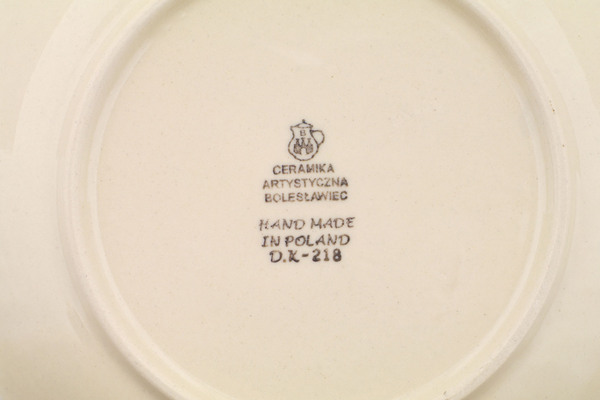 B
CERAMIKA
ARTYSTYCZNA
BOLESŁAWIEC
HAND MADE
IN POLAND
D.K-218